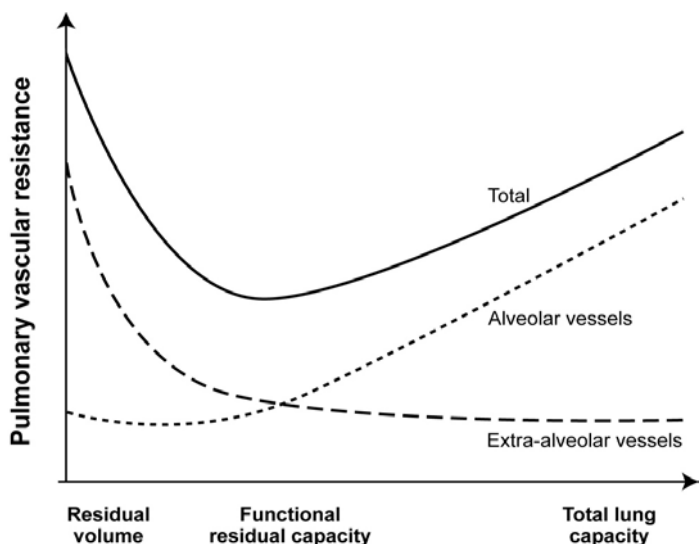 Pulmonary vascular resistance
Total
Alveolar vessels
Extra-alveolar vessels
Residual
volume
Functional
residual capacity
Total lung
capacity